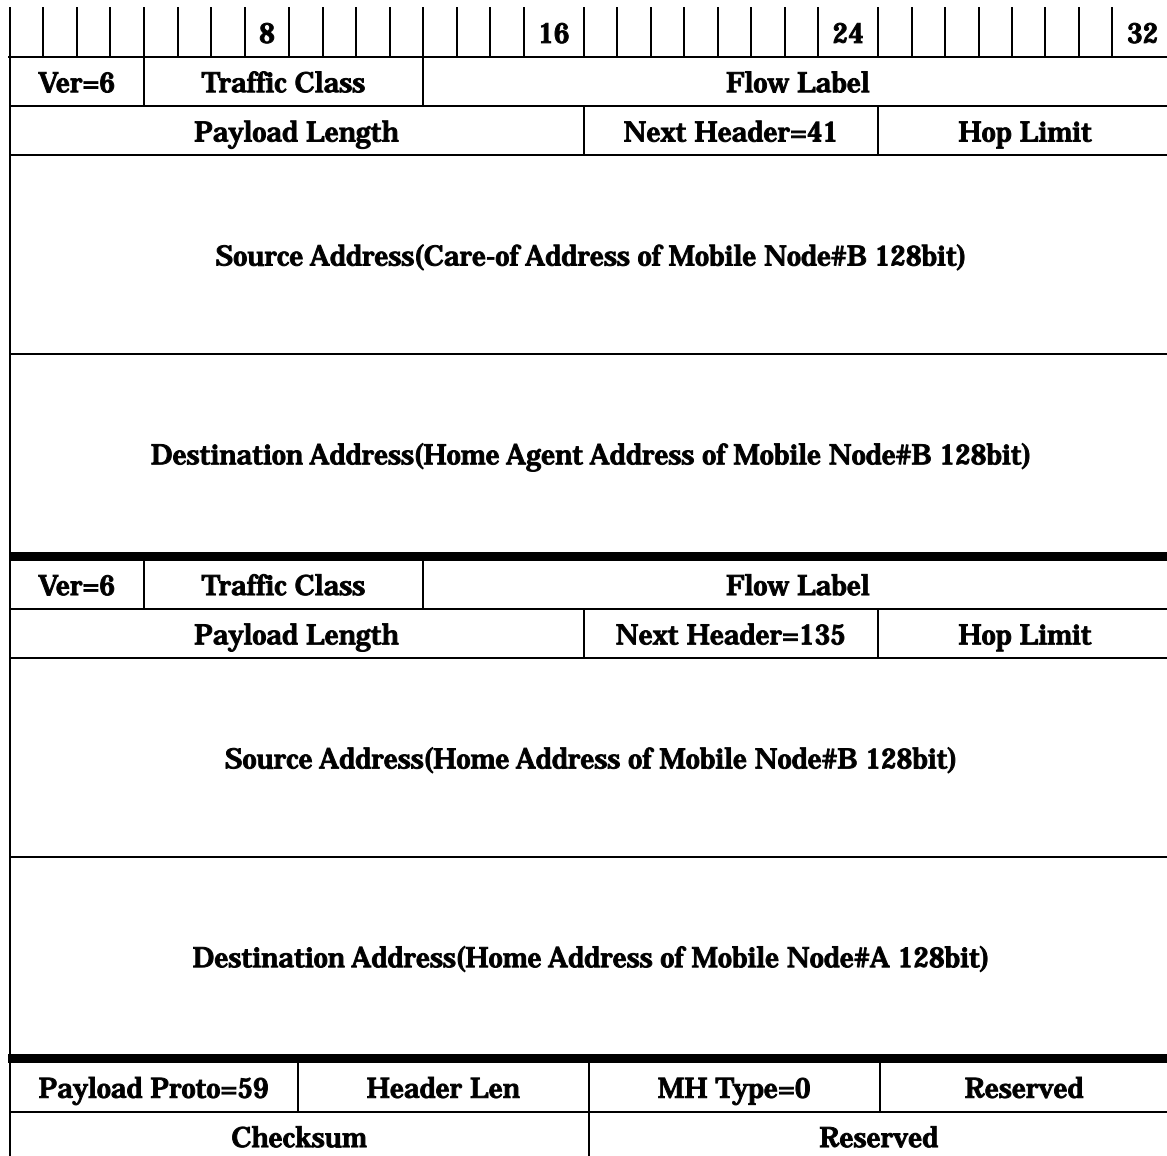 8 16 24 32
Ver=6 Traffic Class Flow Label
Payload Length Next Header=41 Hop Limit
Source Address(Care-of Address of Mobile Node#B 128bit)
Destination Address(Home Agent Address of Mobile Node#B 128bit)
Ver=6 Traffic Class Flow Label
Payload Length Next Header=135 Hop Limit
Source Address(Home Address of Mobile Node#B 128bit)
Destination Address(Home Address of Mobile Node#A 128bit)
Payload Proto=59 Header Len MH Type=0 Reserved
Checksum Reserved